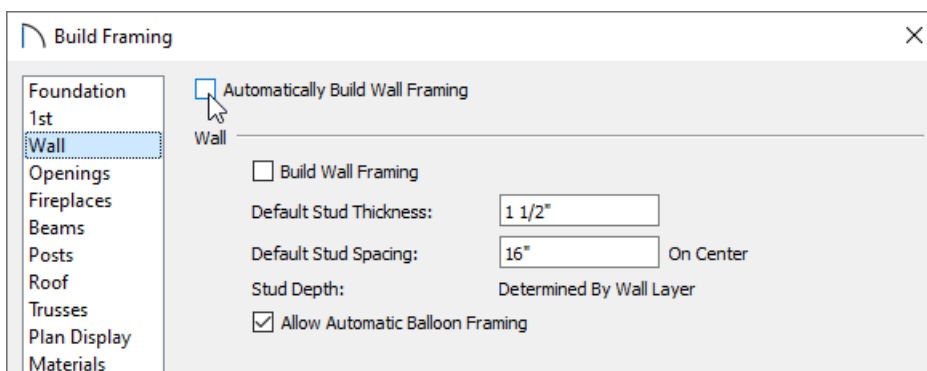 Build Framing
Foundation
1st
Wall
Openings
Fireplaces
Beams
Posts
Roof
Trusses
Plan Display
Materials
Automatically Build Wall Framing
Wall
Build Wall Framing
Default Stud Thickness: 1 1/2"
Default Stud Spacing: 16" On Center
Stud Depth: Determined By Wall Layer
Allow Automatic Balloon Framing